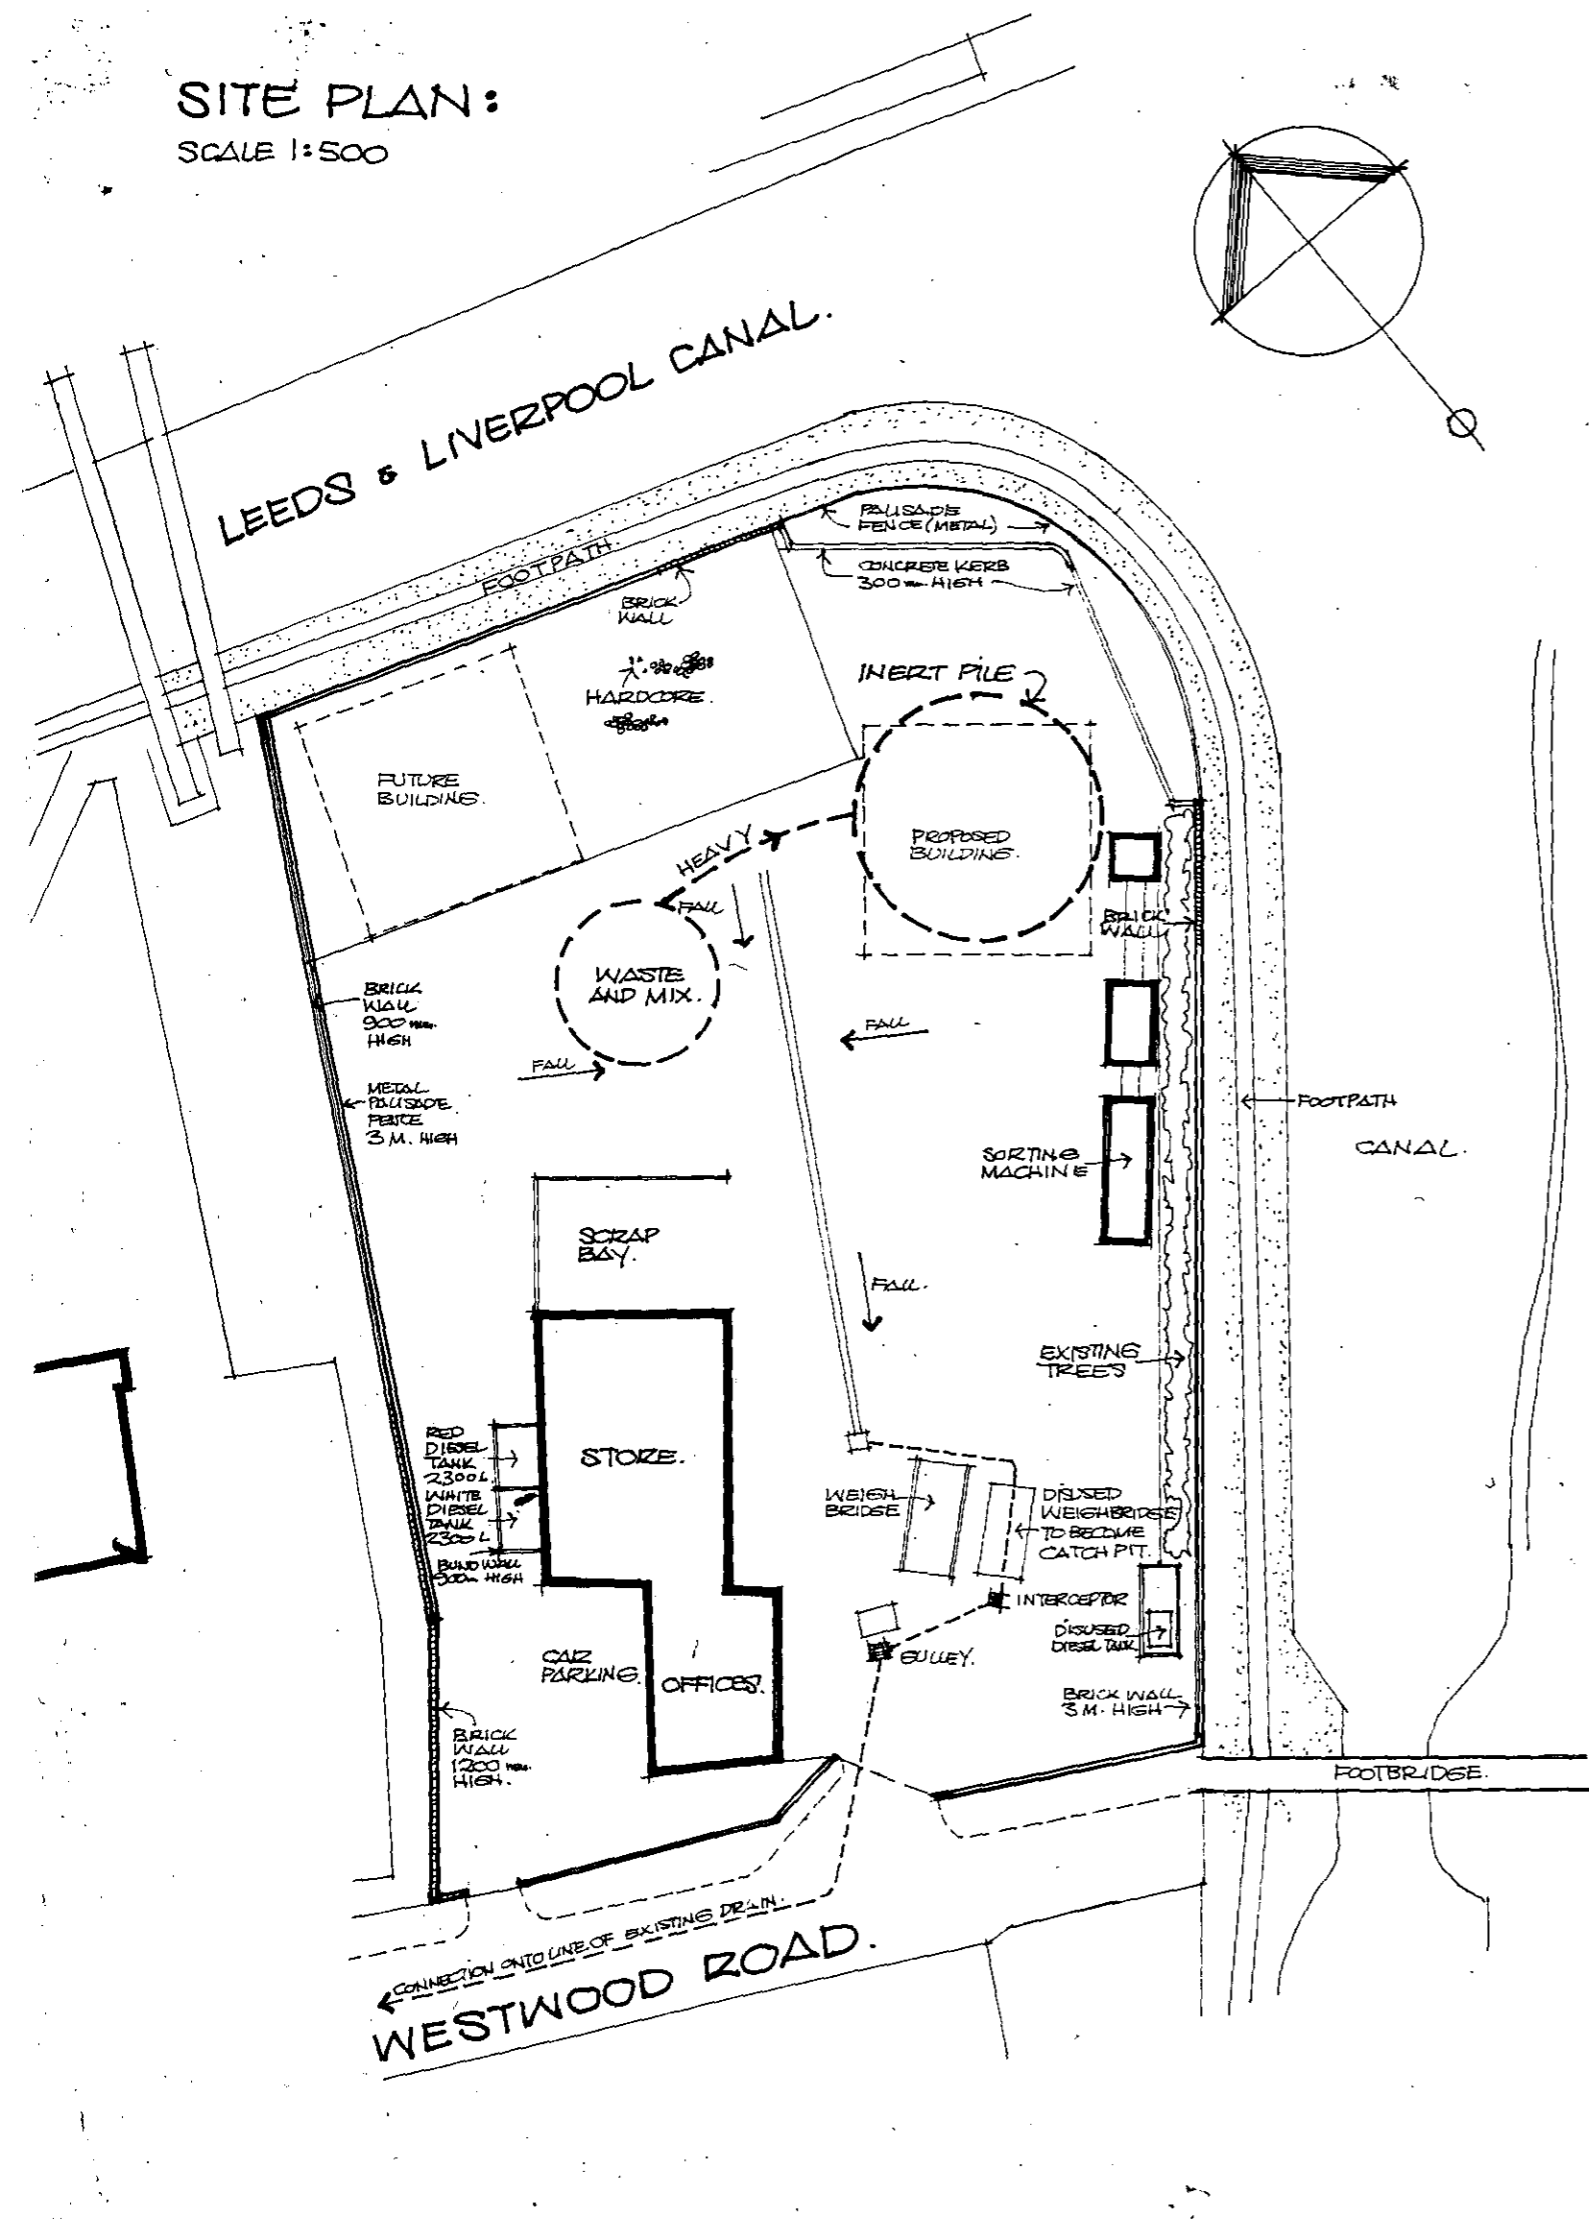 SITE PLAN:
SCALE 1:500
LEEDS & LIVERPOOL CANAL.
FOOTPATH
PALISADE
FENCE (METAL)
CONCRETE KERB
300mm HIGH
BRICK
WALL
HARDCORE.
INERT PILE
FUTURE
BUILDING.
PROPOSED
BUILDING.
HEAVY
FALL
BRICK
WALL
WASTE
AND MIX.
BRICK
WALL
900 mm.
HIGH
FALL
FALL
METAL
PALISADE
FENCE
3 M. HIGH
FOOTPATH
CANAL.
SORTING
MACHINE
SCRAP
BAY.
FALL.
EXISTING
TREES
RED
DIESEL
TANK
2300 L.
WHITE
DIESEL
TANK
2300 L
BUND WALL
900mm HIGH
STORE.
WEIGH
BRIDGE
DISUSED
WEIGHBRIDGE
TO BECOME
CATCH PIT.
INTERCEPTOR
DISUSED
DIESEL TANK
GULLEY.
CAR
PARKING.
OFFICES.
BRICK WALL
3 M. HIGH
BRICK
WALL
1200 mm.
HIGH.
FOOTBRIDGE.
CONNECTION ONTO LINE OF EXISTING DRAIN.
WESTWOOD ROAD.